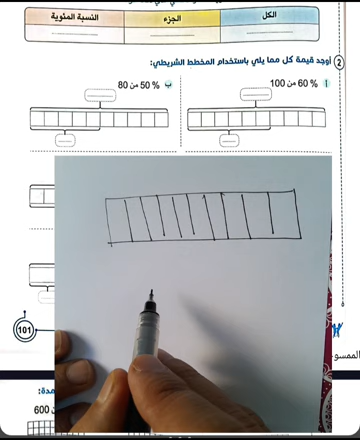 الكل الجزء النسبة المئوية
2 أوجد قيمة كل مما يلي باستخدام المخطط الشريطي:
أ 60 % من 100
ب 50 % من 80
101
600